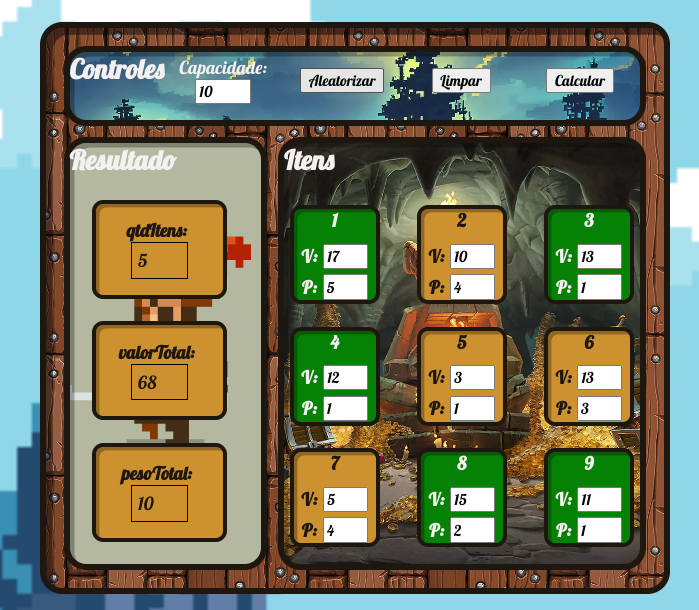 Controles
Capacidade:
10
Aleatorizar
Limpar
Calcular
Resultado
qtdItens:
5
valorTotal:
68
pesoTotal:
10
Itens
1
V: 17
P: 5
2
V: 10
P: 4
3
V: 13
P: 1
4
V: 12
P: 1
5
V: 3
P: 1
6
V: 13
P: 3
7
V: 5
P: 4
8
V: 15
P: 2
9
V: 11
P: 1